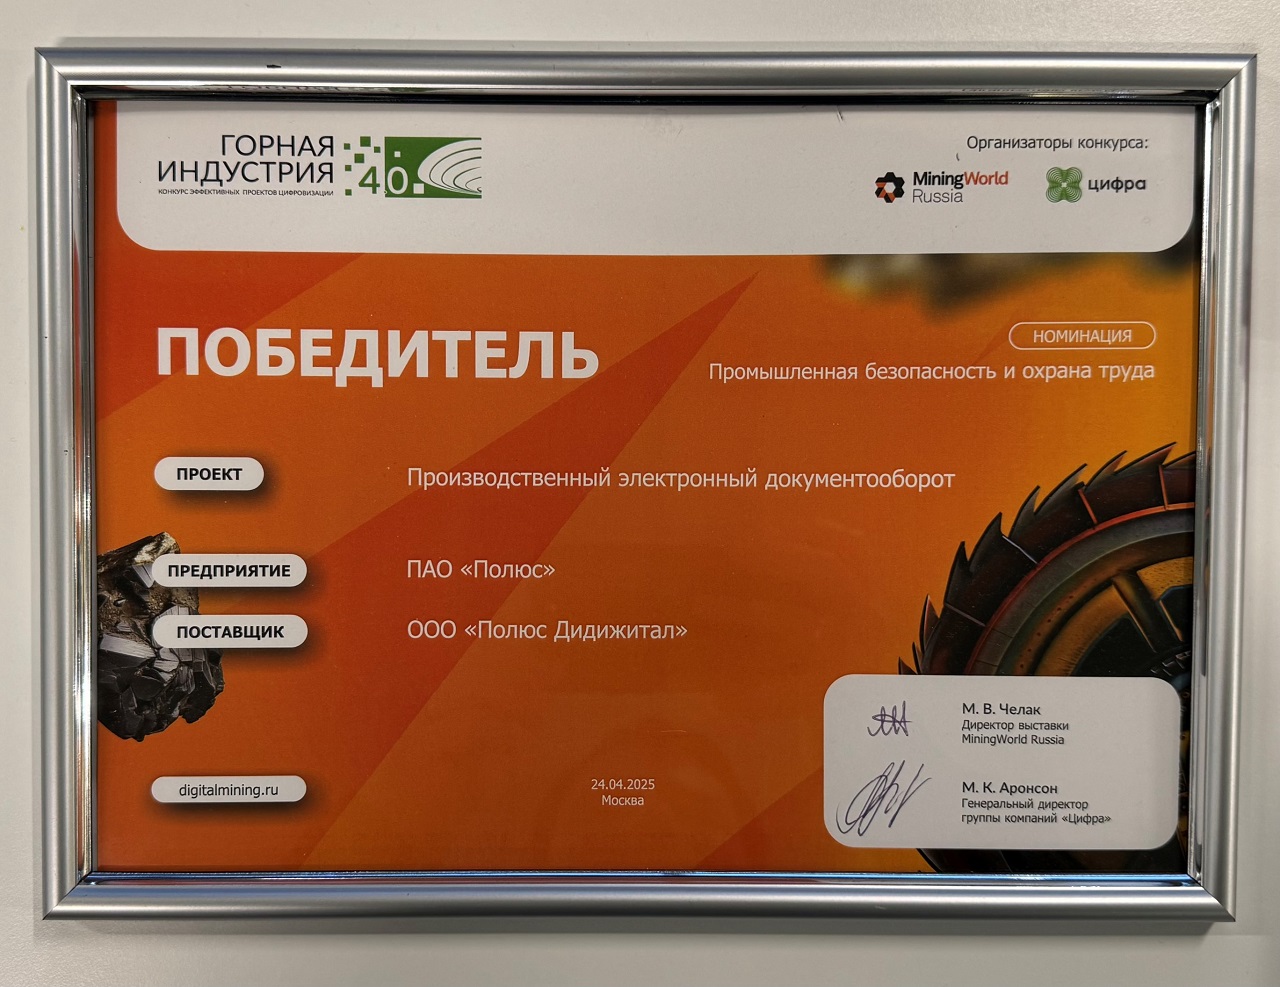 ГОРНАЯ
ИНДУСТРИЯ 4.0
КОНКУРС ЭФФЕКТИВНЫХ ПРОЕКТОВ ЦИФРОВИЗАЦИИ
Организаторы конкурса:
MiningWorld
Russia
цифра
ПОБЕДИТЕЛЬ
НОМИНАЦИЯ
Промышленная безопасность и охрана труда
ПРОЕКТ
Производственный электронный документооборот
ПРЕДПРИЯТИЕ
ПАО «Полюс»
ПОСТАВЩИК
ООО «Полюс Дидижитал»
М. В. Челак
Директор выставки
MiningWorld Russia
М. К. Аронсон
Генеральный директор
группы компаний «Цифра»
digitalmining.ru
24.04.2025
Москва